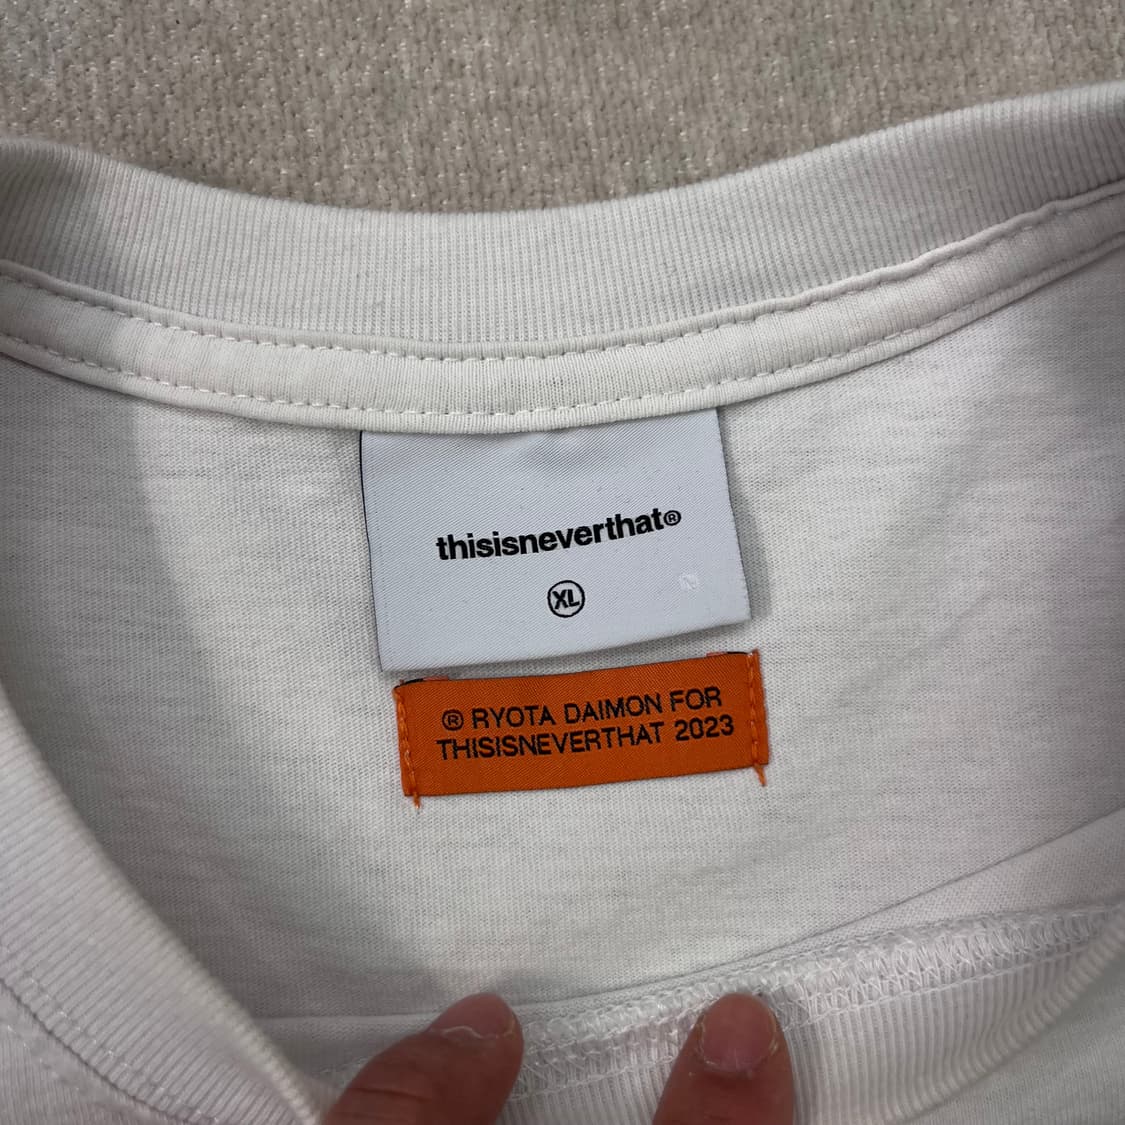 thisisneverthat®
XL
® RYOTA DAIMON FOR
THISISNEVERTHAT 2023